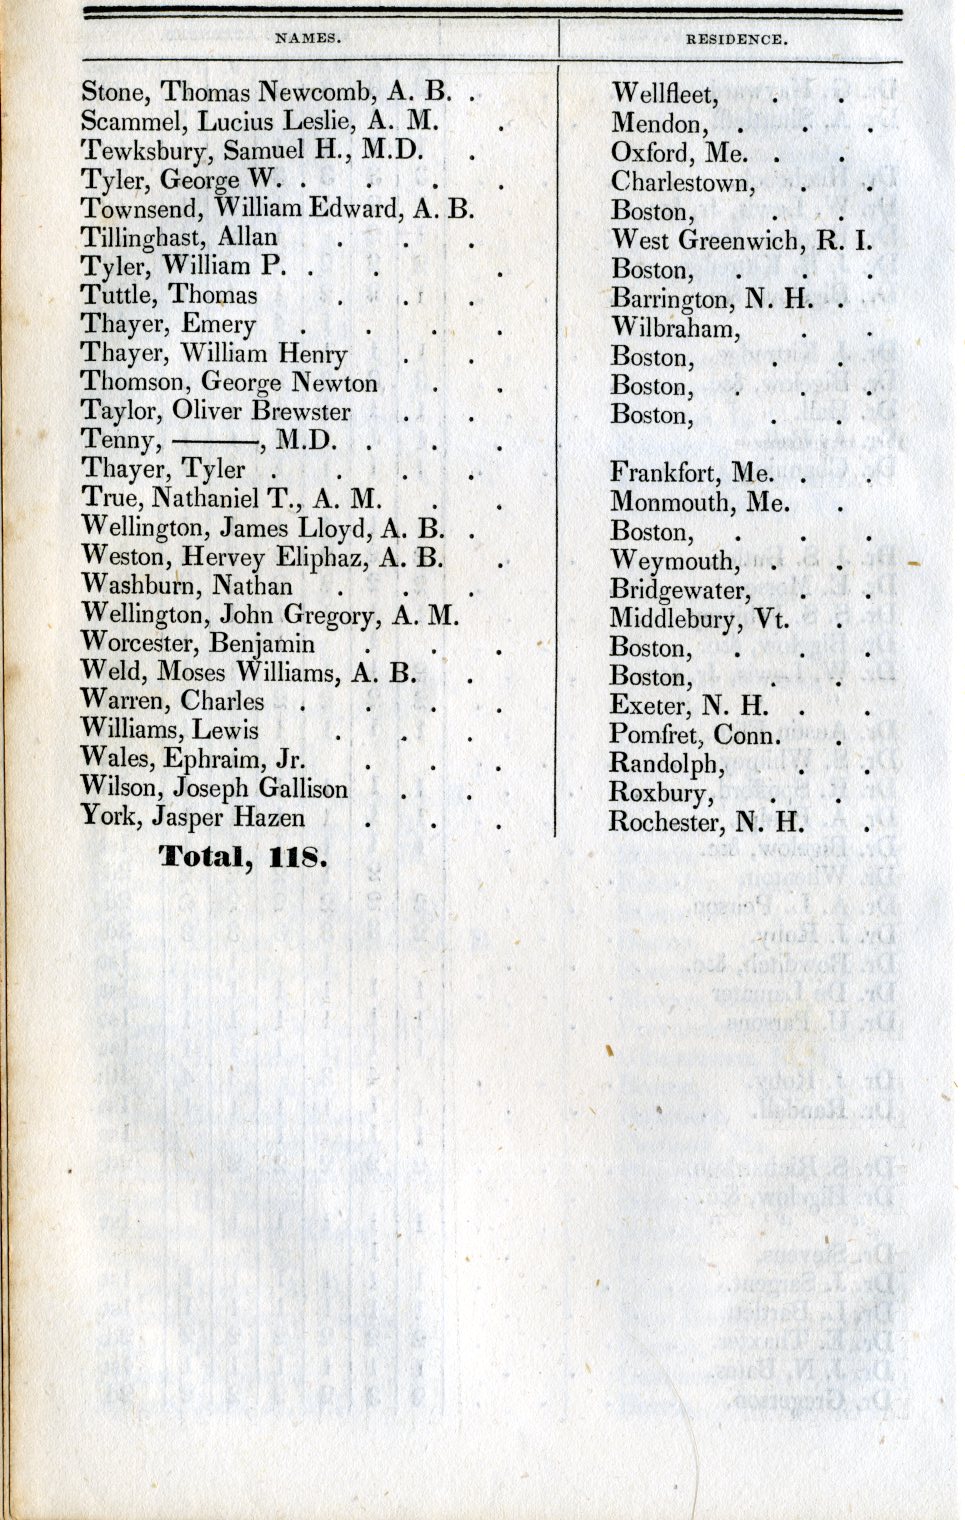 NAMES. RESIDENCE.
Stone, Thomas Newcomb, A. B. . Wellfleet, . .
Scammel, Lucius Leslie, A. M. . Mendon, . . .
Tewksbury, Samuel H., M.D. . Oxford, Me. . .
Tyler, George W. . . . . Charlestown, . .
Townsend, William Edward, A. B. Boston, . .
Tillinghast, Allan . . . West Greenwich, R. I.
Tyler, William P. . . . . Boston, . . .
Tuttle, Thomas . . . Barrington, N. H. .
Thayer, Emery . . . . Wilbraham, . .
Thayer, William Henry . . Boston, . .
Thomson, George Newton . . Boston, . . .
Taylor, Oliver Brewster . . Boston, . .
Tenny, ———, M.D. . . .
Thayer, Tyler . . . . Frankfort, Me. . .
True, Nathaniel T., A. M. . . Monmouth, Me. .
Wellington, James Lloyd, A. B. . Boston, . . .
Weston, Hervey Eliphaz, A. B. . Weymouth, . .
Washburn, Nathan . . . Bridgewater, . .
Wellington, John Gregory, A. M. Middlebury, Vt. .
Worcester, Benjamin . . . Boston, . . .
Weld, Moses Williams, A. B. . Boston, . .
Warren, Charles . . . . Exeter, N. H. . .
Williams, Lewis . . . Pomfret, Conn. .
Wales, Ephraim, Jr. . . . Randolph, . .
Wilson, Joseph Gallison . . Roxbury, . .
York, Jasper Hazen . . . Rochester, N. H. .
Total, 118.